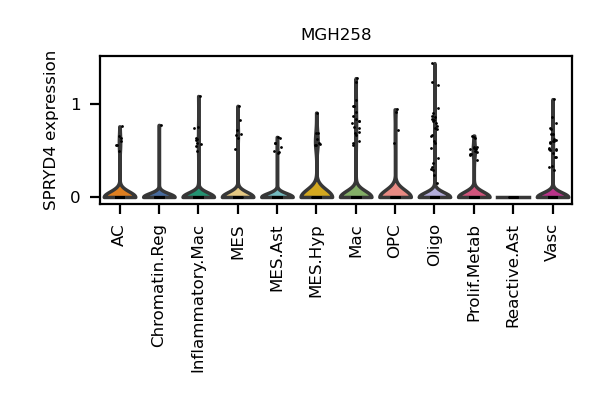 MGH258
SPRYD4 expression
1
0
AC
Chromatin.Reg
Inflammatory.Mac
MES
MES.Ast
MES.Hyp
Mac
OPC
Oligo
Prolif.Metab
Reactive.Ast
Vasc